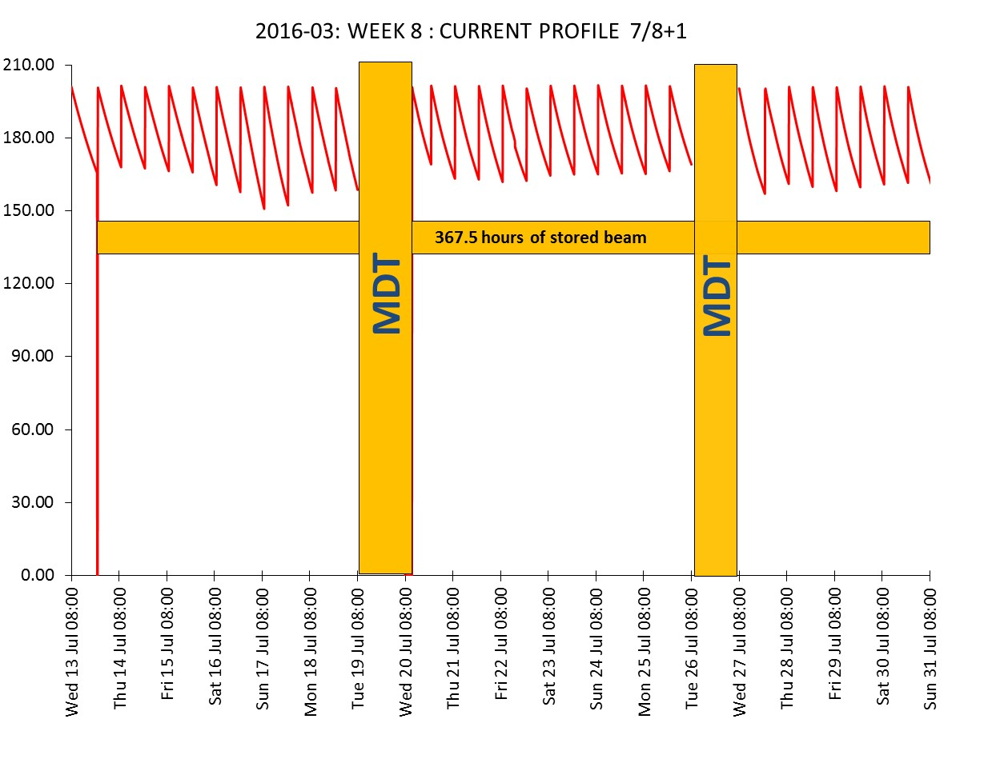 2016-03: WEEK 8 : CURRENT PROFILE 7/8+1
210.00
180.00
150.00
120.00
90.00
60.00
30.00
0.00
367.5 hours of stored beam
MDT
MDT
Wed 13 Jul 08:00
Thu 14 Jul 08:00
Fri 15 Jul 08:00
Sat 16 Jul 08:00
Sun 17 Jul 08:00
Mon 18 Jul 08:00
Tue 19 Jul 08:00
Wed 20 Jul 08:00
Thu 21 Jul 08:00
Fri 22 Jul 08:00
Sat 23 Jul 08:00
Sun 24 Jul 08:00
Mon 25 Jul 08:00
Tue 26 Jul 08:00
Wed 27 Jul 08:00
Thu 28 Jul 08:00
Fri 29 Jul 08:00
Sat 30 Jul 08:00
Sun 31 Jul 08:00